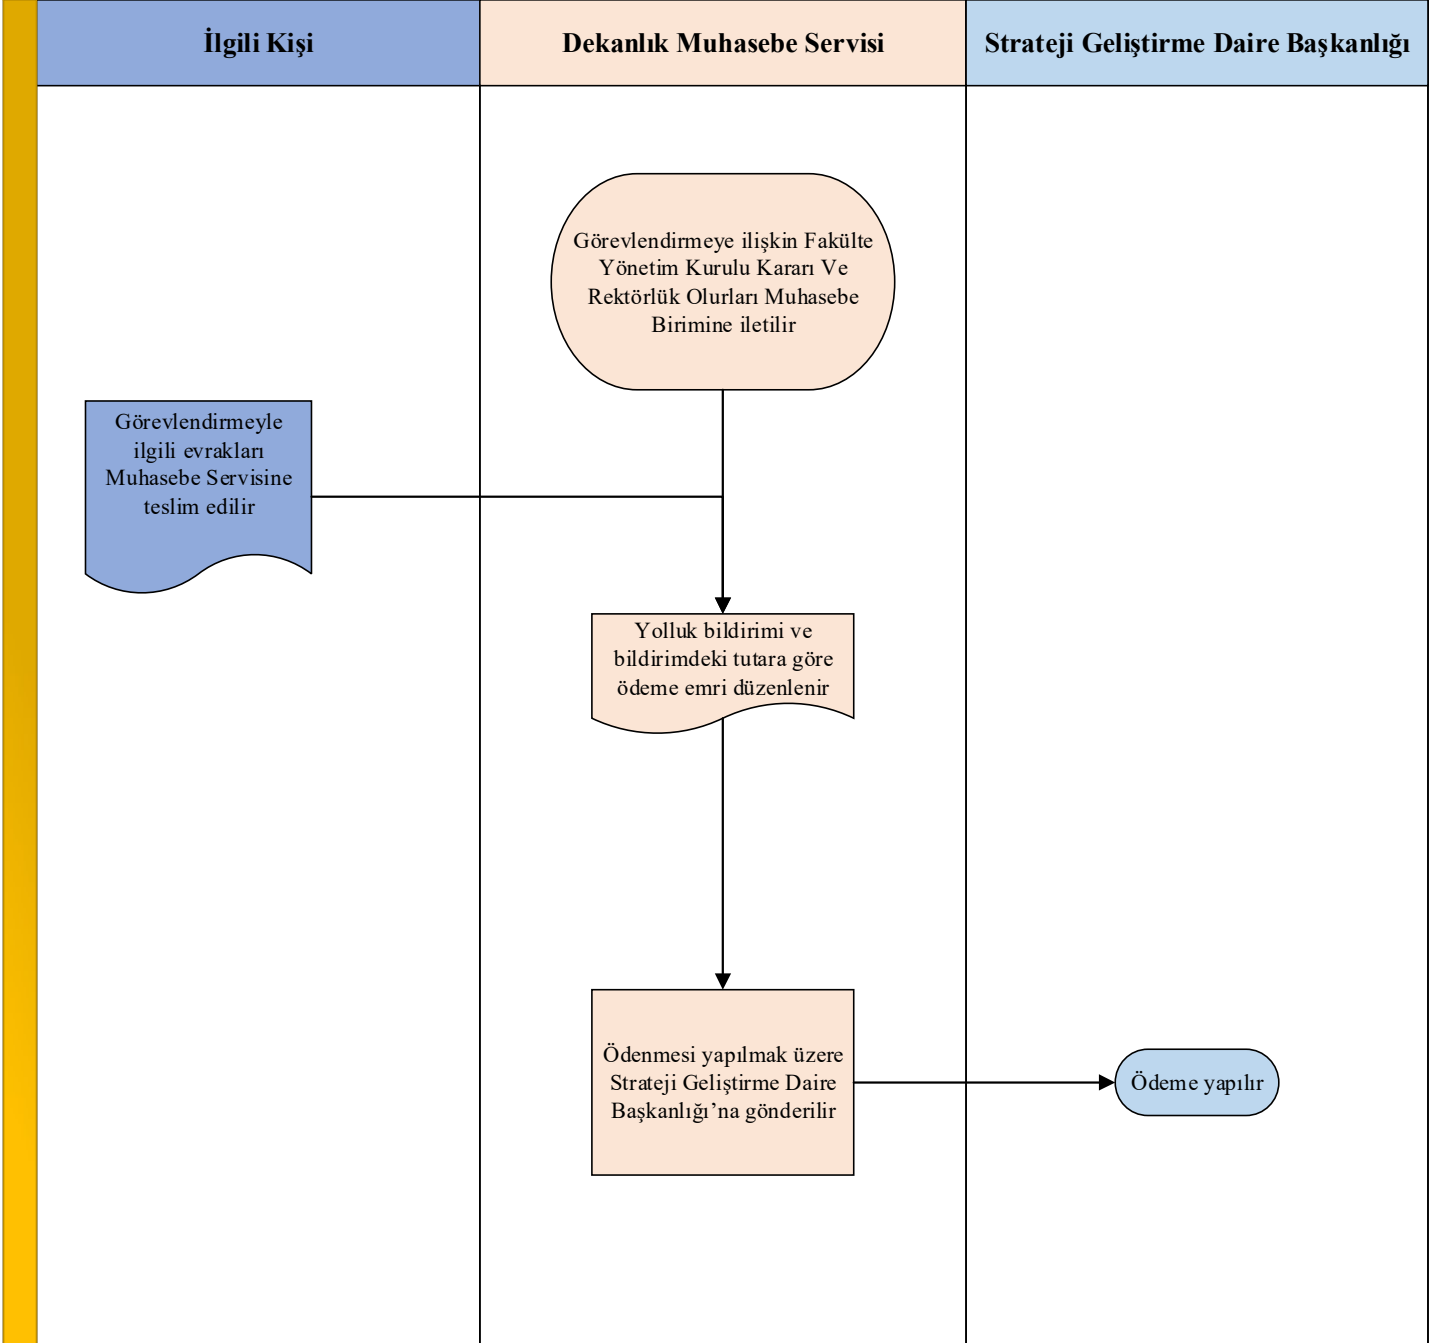 İlgili Kişi
Dekanlık Muhasebe Servisi
Strateji Geliştirme Daire Başkanlığı
Görevlendirmeye ilişkin Fakülte
Yönetim Kurulu Kararı Ve
Rektörlük Olurları Muhasebe
Birimine iletilir
Görevlendirmeyle
ilgili evrakları
Muhasebe Servisine
teslim edilir
Yolluk bildirimi ve
bildirimdeki tutara göre
ödeme emri düzenlenir
Ödenmesi yapılmak üzere
Strateji Geliştirme Daire
Başkanlığı’na gönderilir
Ödeme yapılır